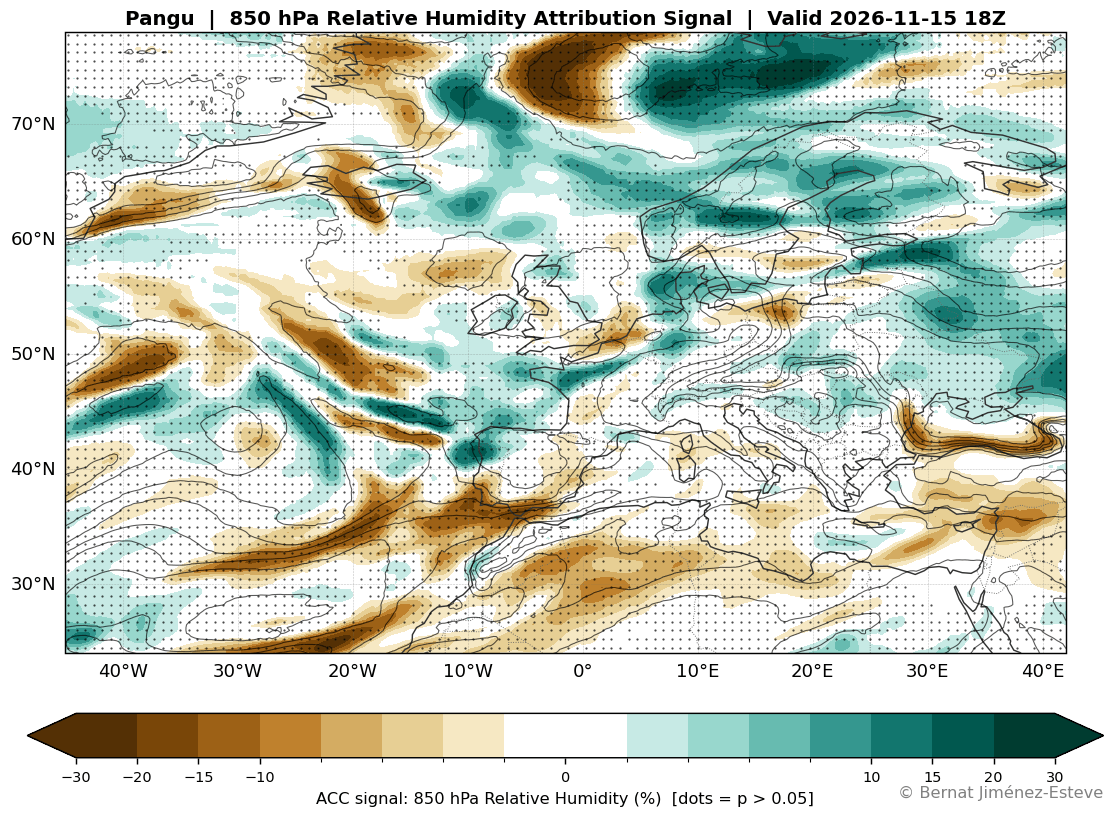 Pangu | 850 hPa Relative Humidity Attribution Signal | Valid 2026-11-15 18Z
70°N
60°N
50°N
40°N
30°N
40°W 30°W 20°W 10°W 0° 10°E 20°E 30°E 40°E
−30 −20 −15 −10 0 10 15 20 30
ACC signal: 850 hPa Relative Humidity (%) [dots = p > 0.05]
© Bernat Jiménez-Esteve